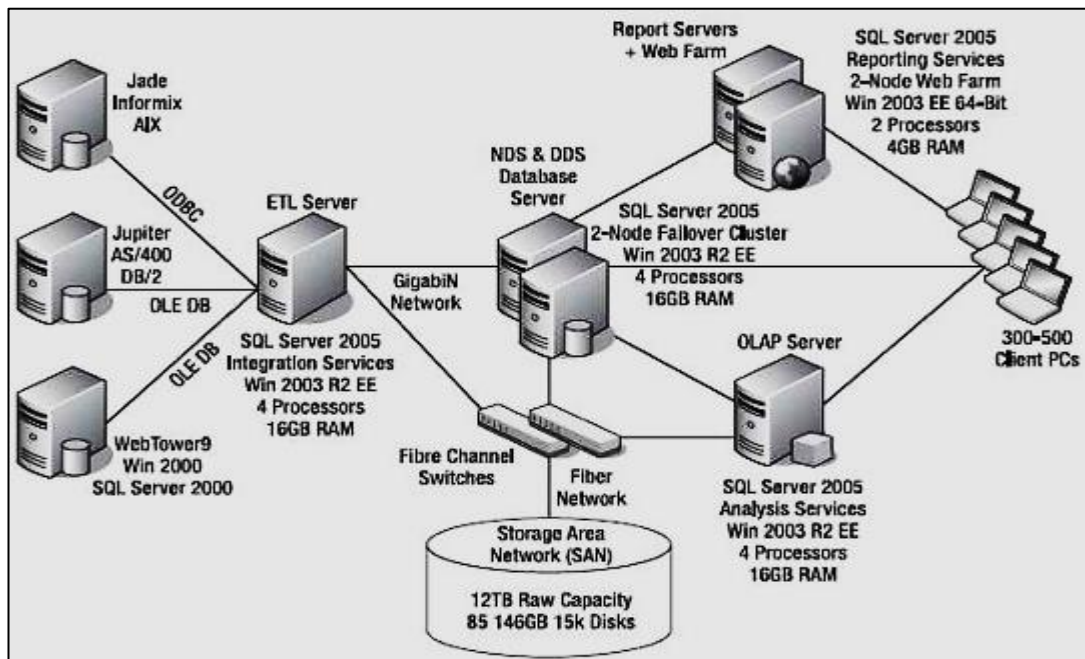 Report Servers
+ Web Farm
SQL Server 2005
Reporting Services
2-Node Web Farm
Win 2003 EE 64-Bit
2 Processors
4GB RAM
Jade
Informix
AIX
ODBC
NDS & DDS
Database
Server
ETL Server
SQL Server 2005
2-Node Failover Cluster
Win 2003 R2 EE
4 Processors
16GB RAM
Jupiter
AS/400
DB/2
OLE DB
GigabiN
Network
OLE DB
SQL Server 2005
Integration Services
Win 2003 R2 EE
4 Processors
16GB RAM
OLAP Server
300-500
Client PCs
WebTower9
Win 2000
SQL Server 2000
Fibre Channel
Switches
Fiber
Network
SQL Server 2005
Analysis Services
Win 2003 R2 EE
4 Processors
16GB RAM
Storage Area
Network (SAN)
12TB Raw Capacity
85 146GB 15k Disks